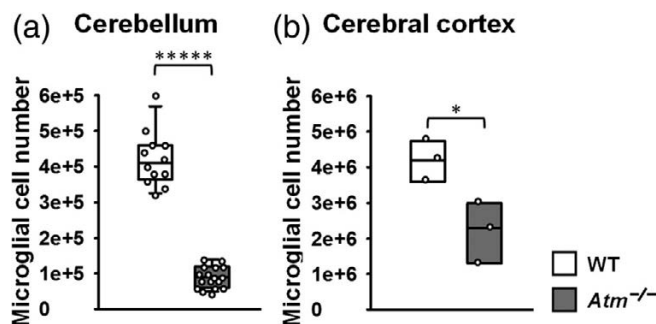 (a) Cerebellum
*****
Microglial cell number
6e+5
5e+5
4e+5
3e+5
2e+5
1e+5
0
(b) Cerebral cortex
*
Microglial cell number
6e+6
5e+6
4e+6
3e+6
2e+6
1e+6
0
WT
Atm⁻/⁻